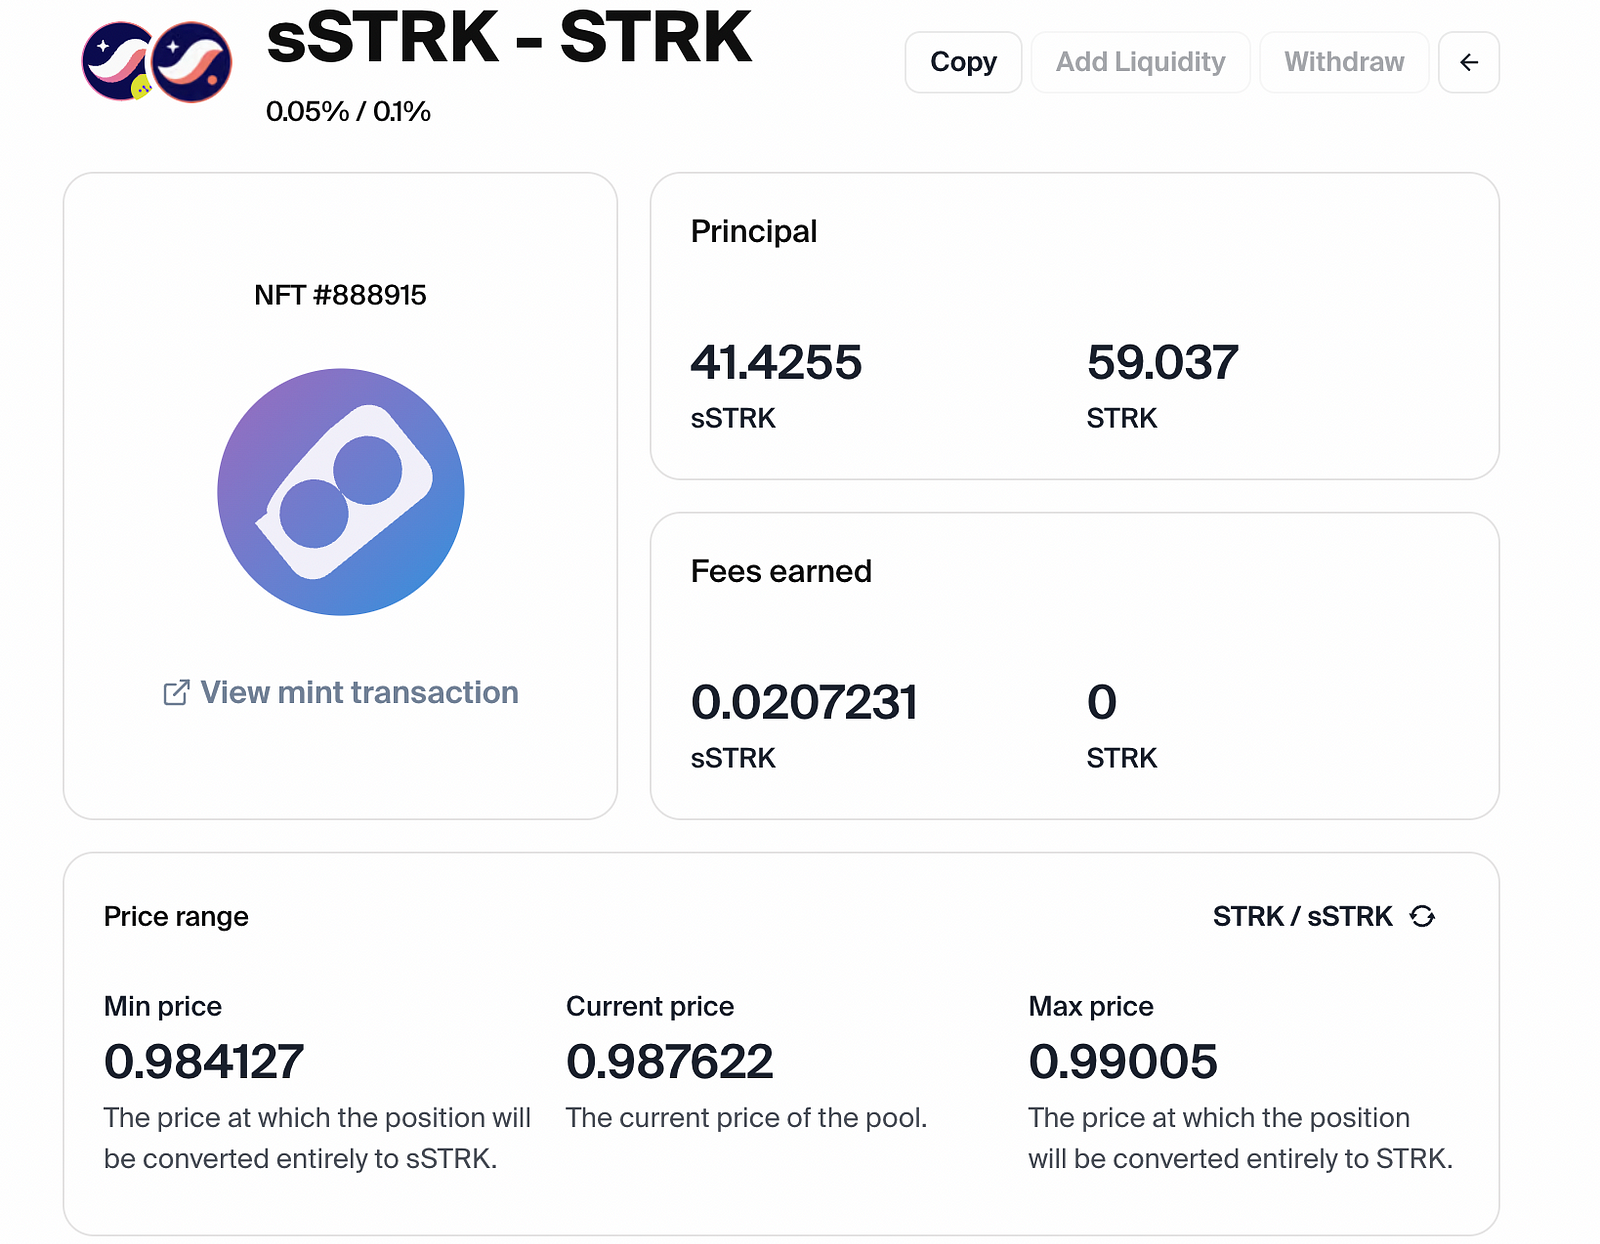 sSTRK - STRK
0.05% / 0.1%
Copy
Add Liquidity
Withdraw
NFT #888915
View mint transaction
Principal
41.4255
59.037
sSTRK
STRK
Fees earned
0.0207231
0
sSTRK
STRK
Price range
STRK / sSTRK
Min price
0.984127
The price at which the position will
be converted entirely to sSTRK.
Current price
0.987622
The current price of the pool.
Max price
0.99005
The price at which the position
will be converted entirely to STRK.